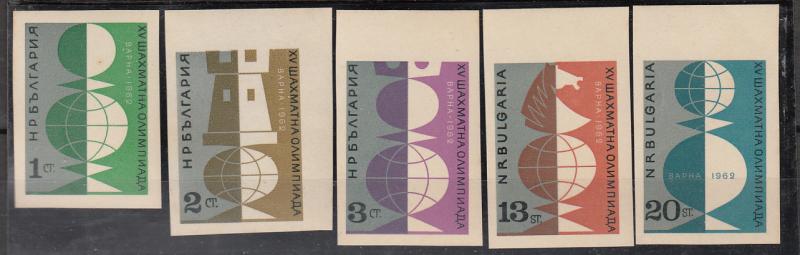 НР БЪЛГАРИЯ
XV ШАХМАТНА ОЛИМПИАДА
ВАРНА·1962
1 СТ.
НР БЪЛГАРИЯ
XV ШАХМАТНА ОЛИМПИАДА
ВАРНА·1962
2 СТ.
НР БЪЛГАРИЯ
XV ШАХМАТНА ОЛИМПИАДА
ВАРНА·1962
3 СТ.
NR BULGARIA
XV ШАХМАТНА ОЛИМПИАДА
ВАРНА·1962
13 ST.
NR BULGARIA
XV ШАХМАТНА ОЛИМПИАДА
ВАРНА 1962
20 ST.